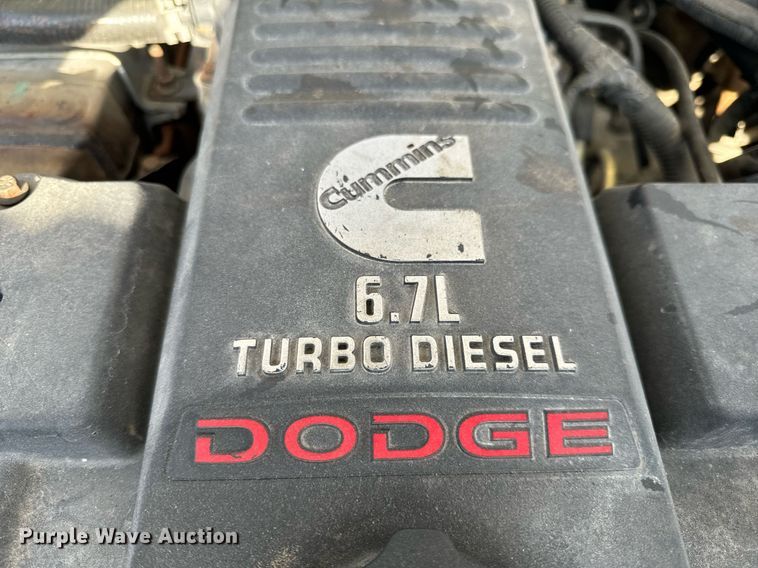 Cummins
6.7L
TURBO DIESEL
DODGE
Purple Wave Auction